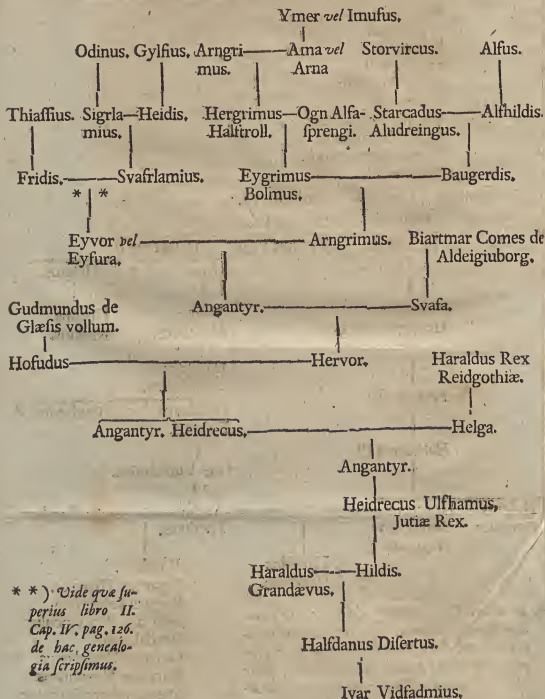 Ymer vel Imufus.
Odinus. Gylfius. Arngri- Ama vel Storvircus. Alfus.
mus. Arna
Thiaſſius. Sigrla- Heidis. Hergrimus Ogn Alfa- Starcadus Alfhildis.
mius. Halftroll. ſprengi. Aludreingus.
Fridis. Svafrlamius. Eygrimus Baugerdis.
* * Bolmus.
Eyvor vel Arngrimus. Biartmar Comes de
Eyfura. Aldeigiuborg.
Gudmundus de Angantyr. Svafa.
Glæſis vollum.
Hofudus Hervor. Haraldus Rex
Reidgothiæ.
Angantyr. Heidrecus. Helga.
Angantyr.
Heidrecus Ulfhamus,
Jutiæ Rex.
Haraldus Hildis.
Grandævus.
* * ) Vide quæ ſu-
perius libro II.
Cap. IV. pag. 126.
de hac, genealo-
gia ſcripſimus.
Halfdanus Diſertus.
Ivar Vidfadmius.